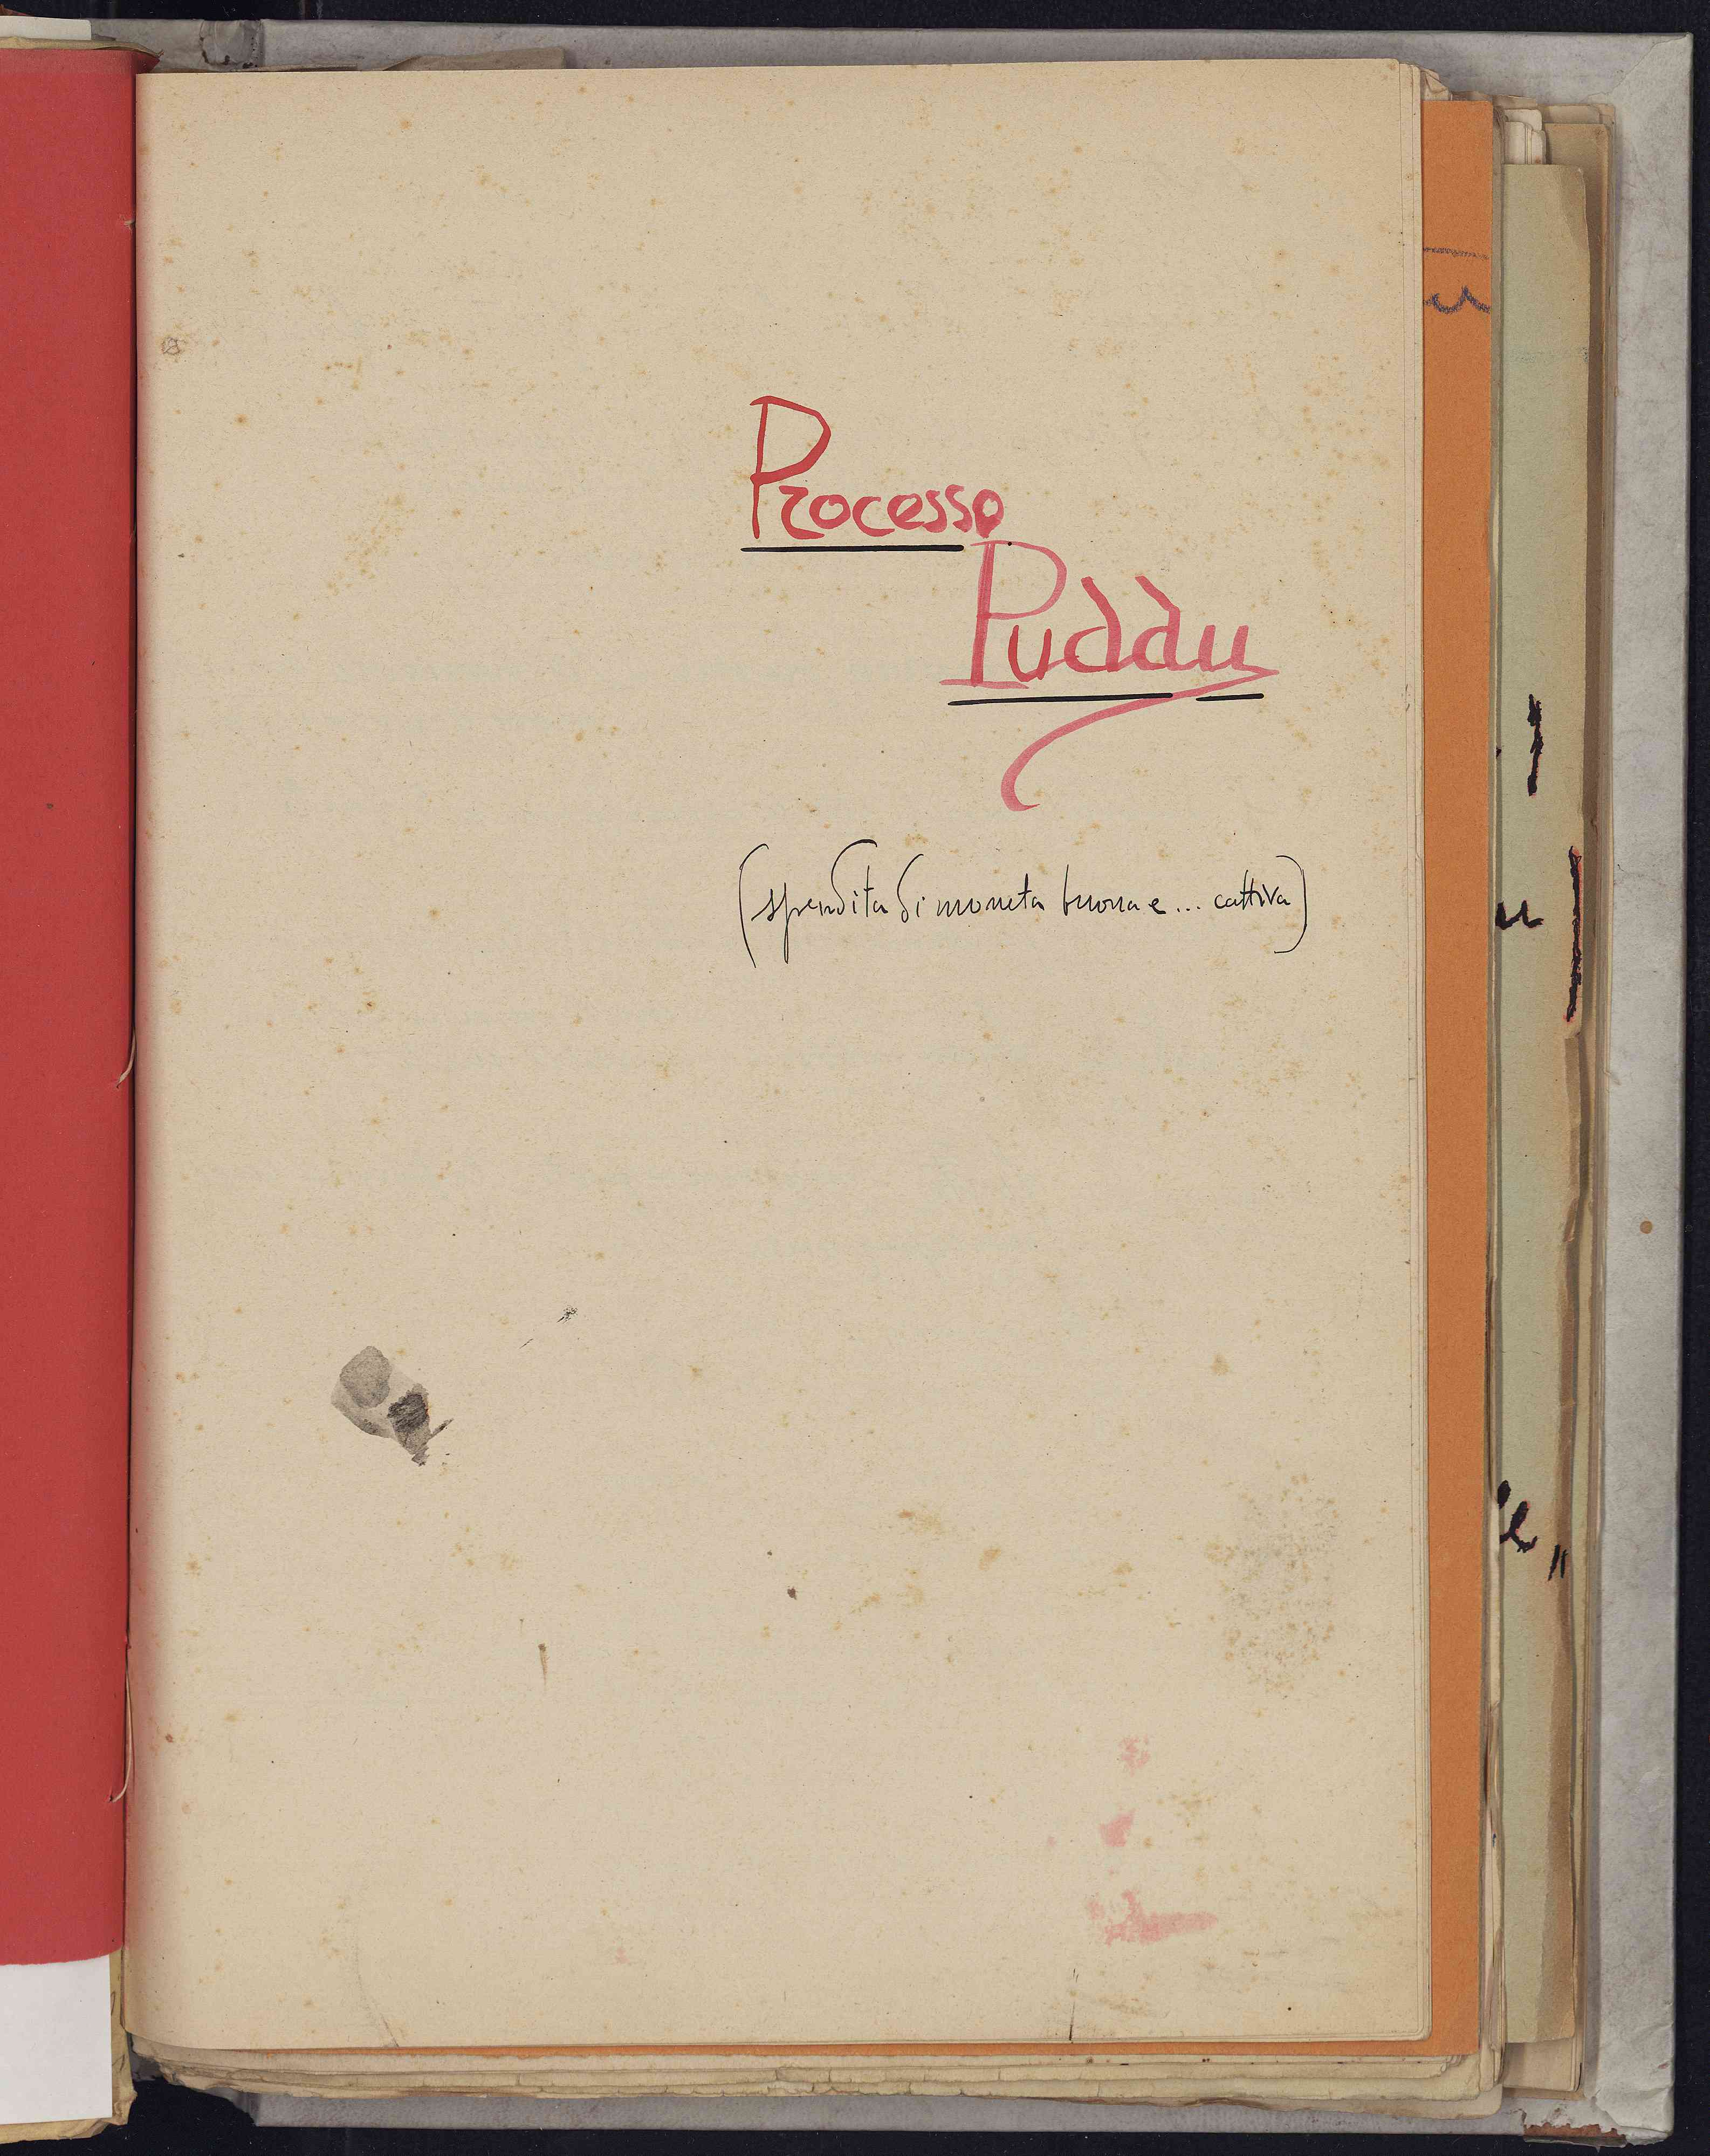 Processo
Puddu
(spendita di moneta buona e... cattiva)